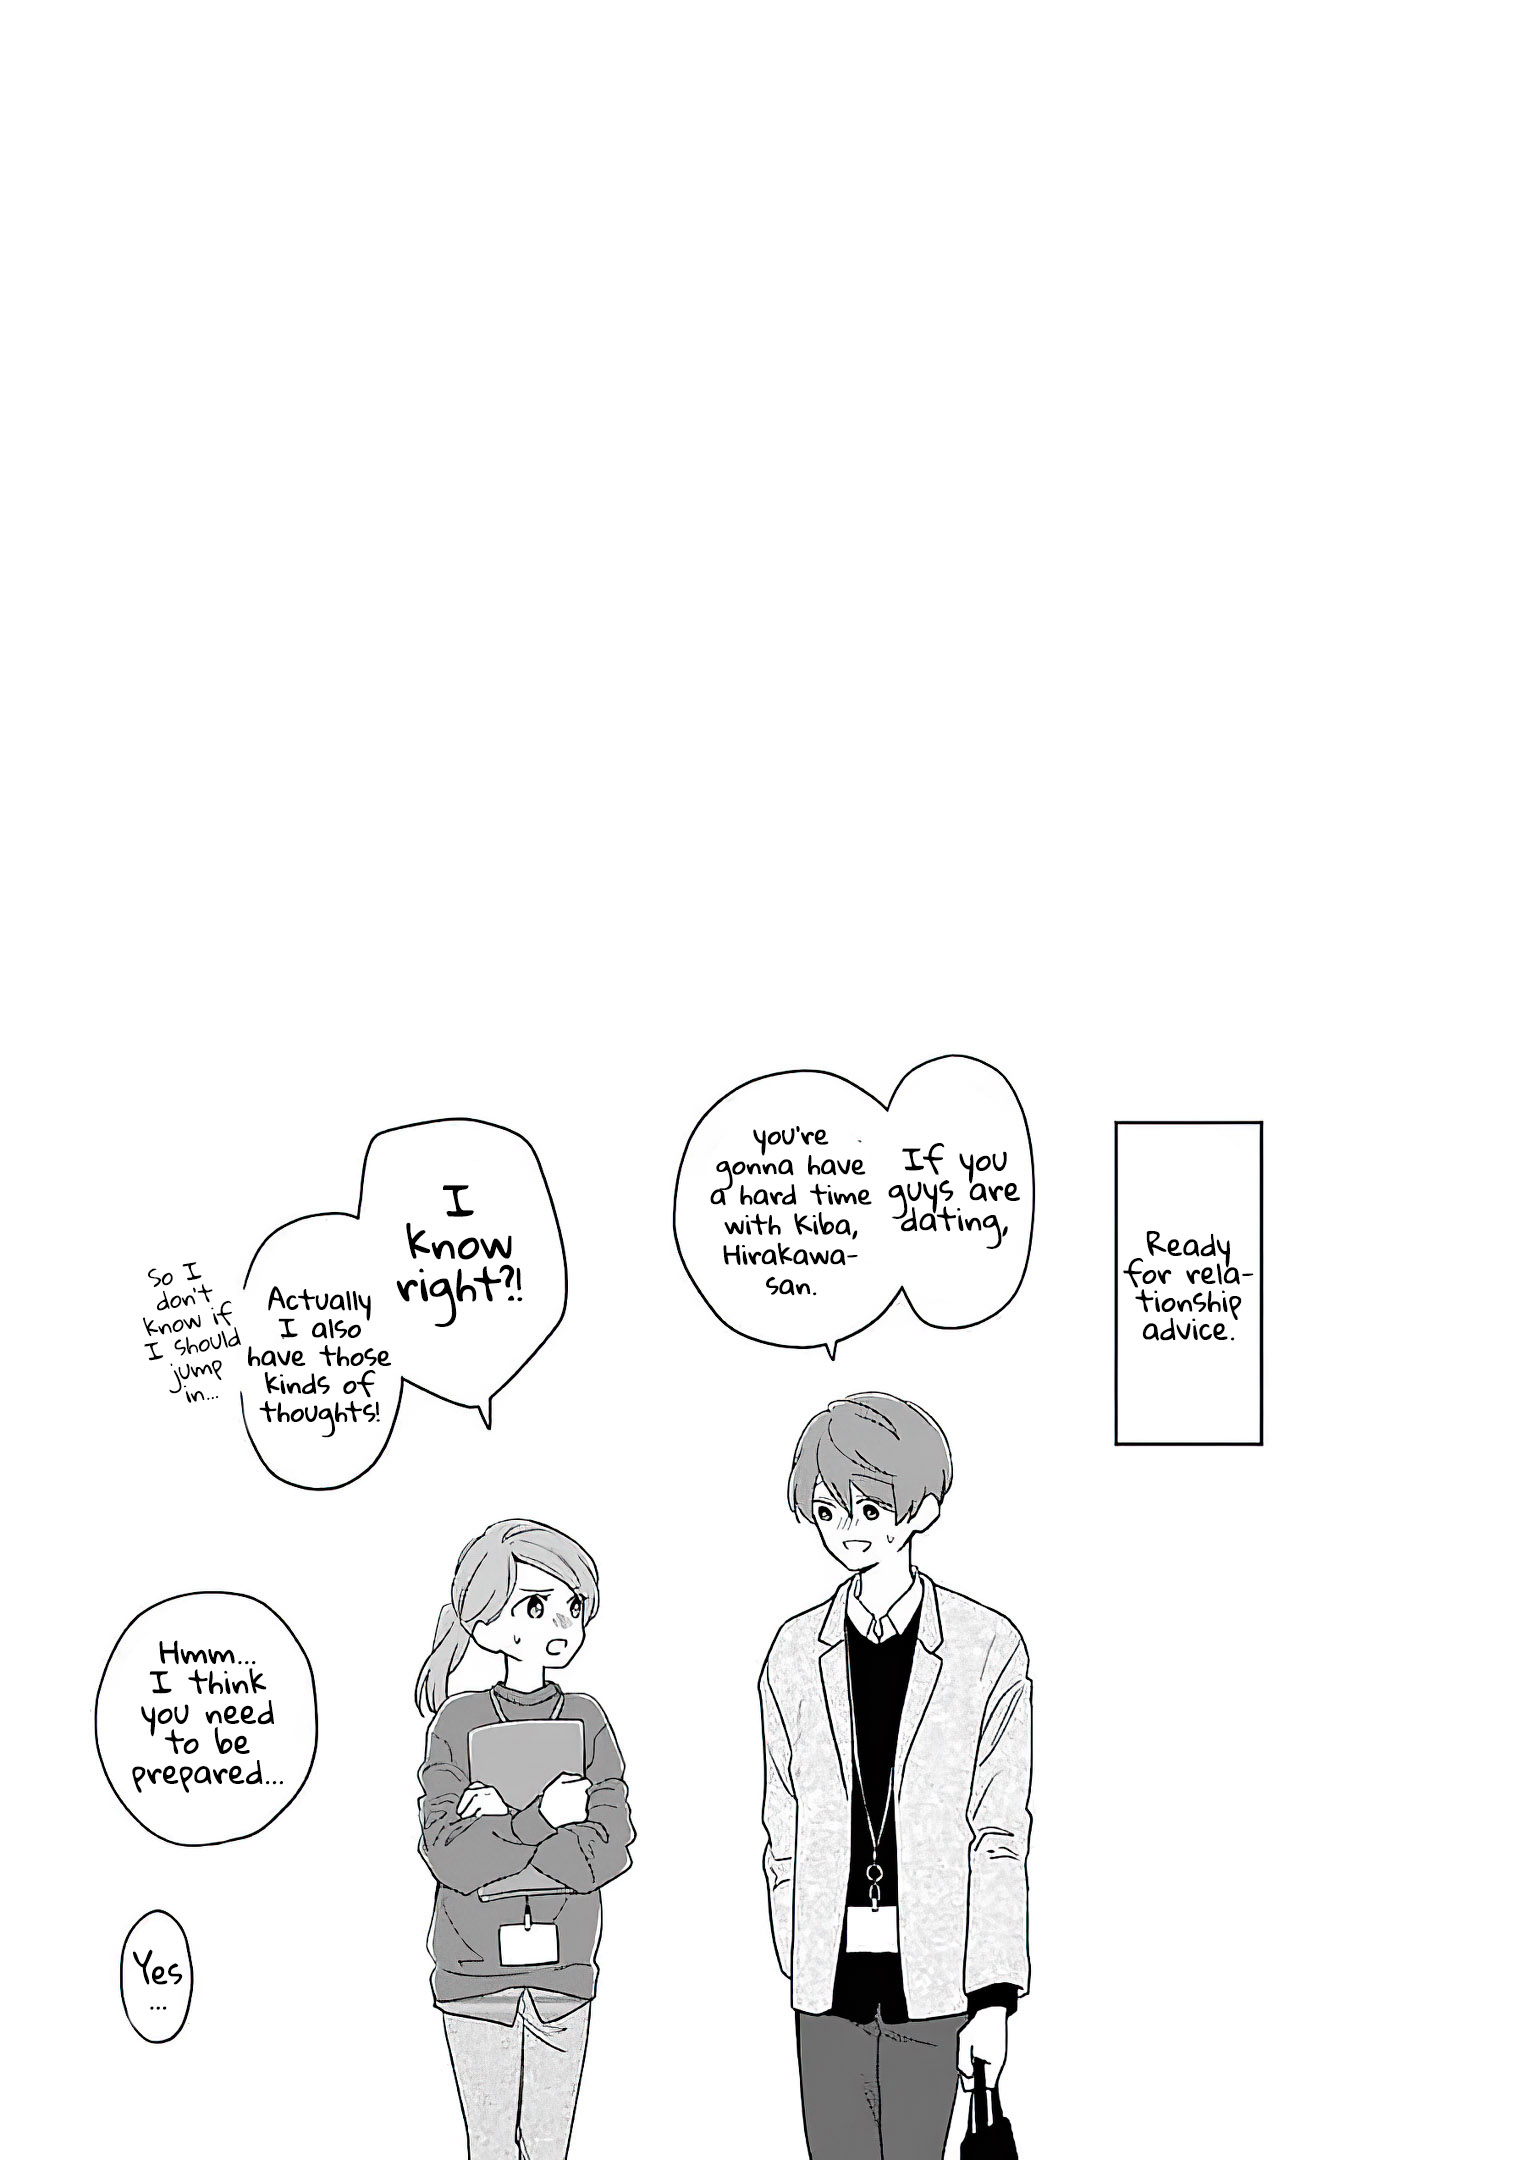 Ready
for rela-
tionship
advice.
If you
guys are
dating,
you're
gonna have
a hard time
with Kiba,
Hirakawa-
san.
I
know
right?!
Actually
I also
have those
kinds of
thoughts!
So I
don't
know if
I should
jump
in...
Hmm...
I think
you need
to be
prepared...
Yes
...